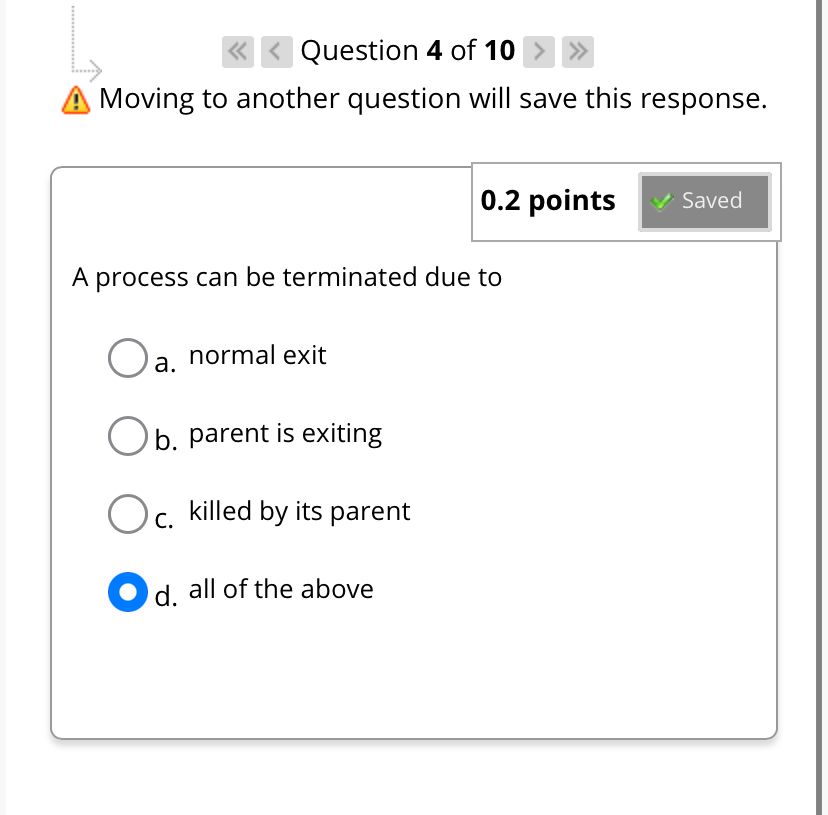 Question 4 of 10
Moving to another question will save this response.
0.2 points
Saved
A process can be terminated due to
a. normal exit
b. parent is exiting
c. killed by its parent
d. all of the above